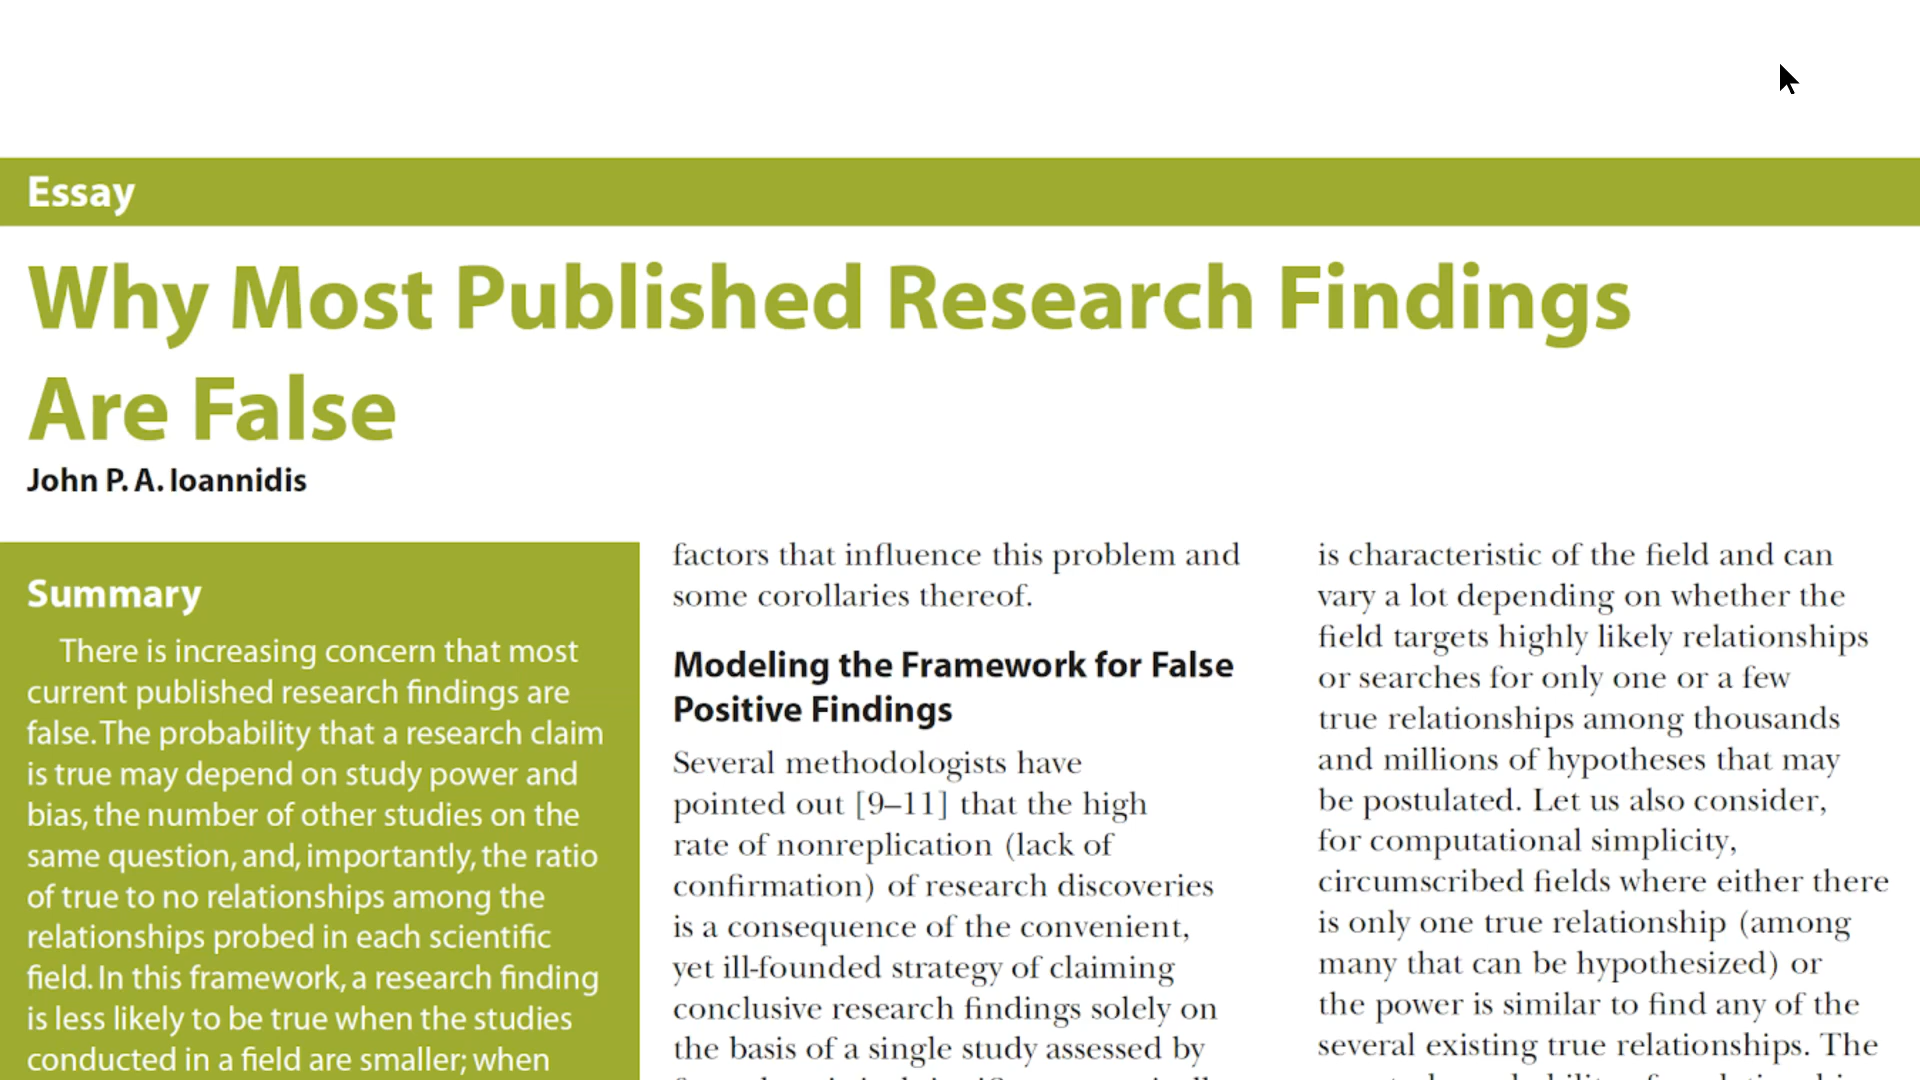 Essay
Why Most Published Research Findings
Are False
John P. A. Ioannidis
Summary
There is increasing concern that most
current published research findings are
false. The probability that a research claim
is true may depend on study power and
bias, the number of other studies on the
same question, and, importantly, the ratio
of true to no relationships among the
relationships probed in each scientific
field. In this framework, a research finding
is less likely to be true when the studies
conducted in a field are smaller; when
factors that influence this problem and
some corollaries thereof.
Modeling the Framework for False
Positive Findings
Several methodologists have
pointed out [9–11] that the high
rate of nonreplication (lack of
confirmation) of research discoveries
is a consequence of the convenient,
yet ill-founded strategy of claiming
conclusive research findings solely on
the basis of a single study assessed by
is characteristic of the field and can
vary a lot depending on whether the
field targets highly likely relationships
or searches for only one or a few
true relationships among thousands
and millions of hypotheses that may
be postulated. Let us also consider,
for computational simplicity,
circumscribed fields where either there
is only one true relationship (among
many that can be hypothesized) or
the power is similar to find any of the
several existing true relationships. The